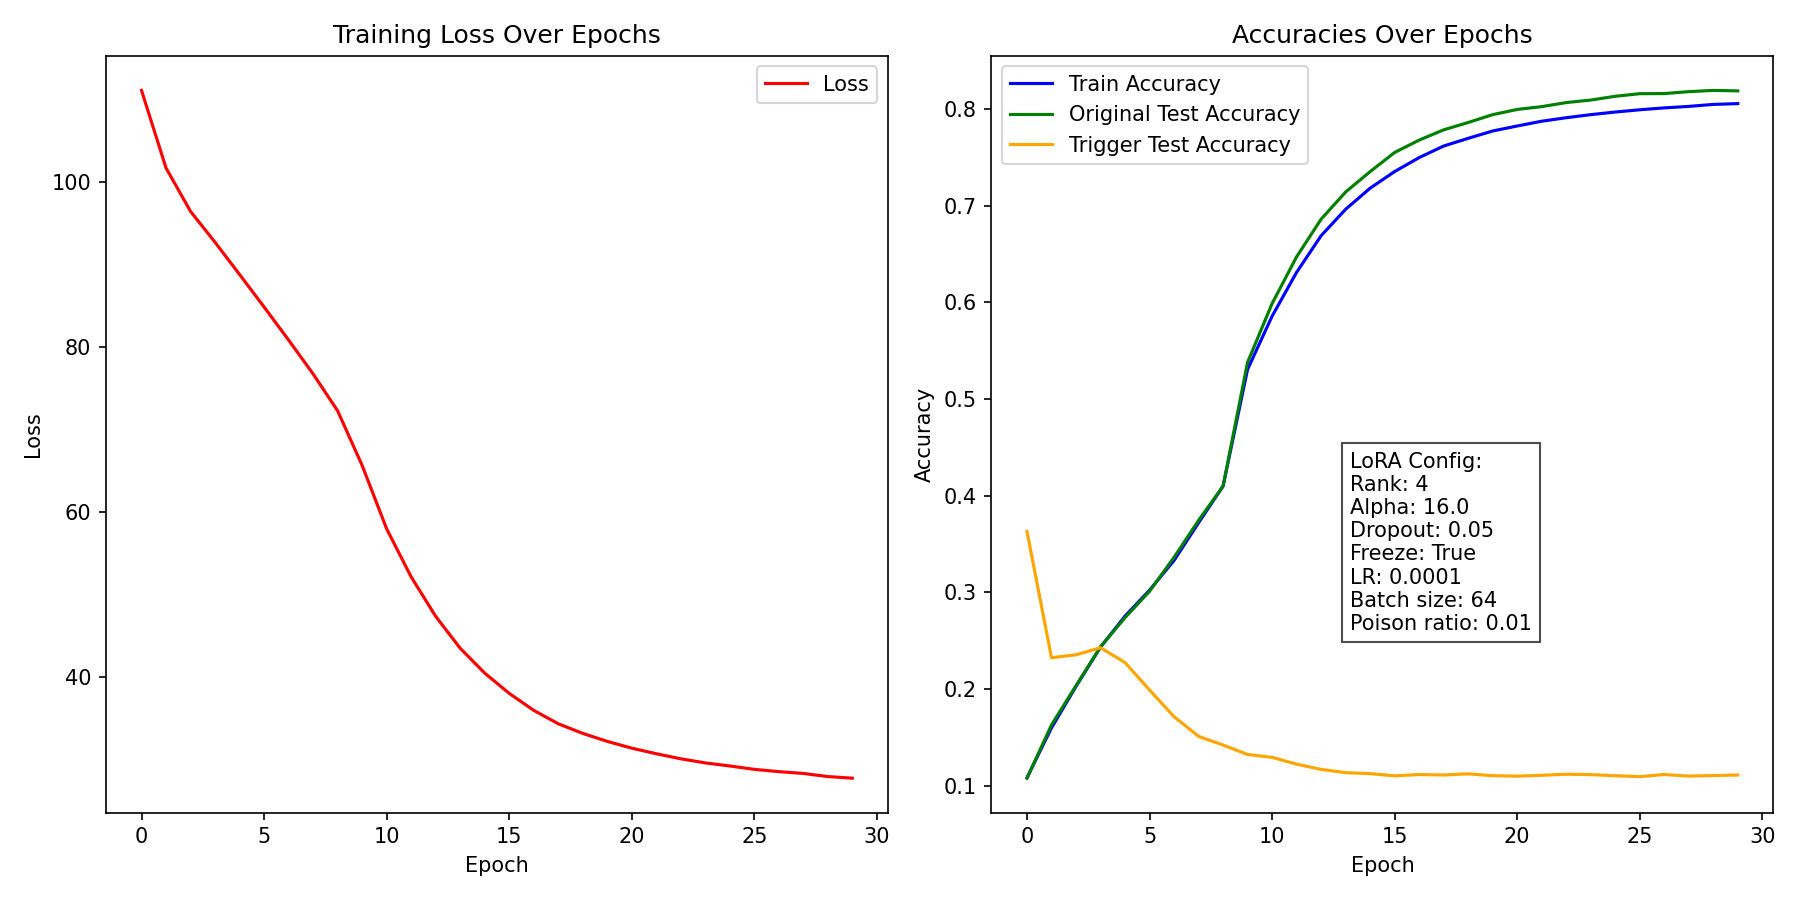 Training Loss Over Epochs
Loss
100
80
60
40
Loss
0 5 10 15 20 25 30
Epoch
Accuracies Over Epochs
Train Accuracy
Original Test Accuracy
Trigger Test Accuracy
0.8
0.7
0.6
0.5
0.4
0.3
0.2
0.1
Accuracy
LoRA Config:
Rank: 4
Alpha: 16.0
Dropout: 0.05
Freeze: True
LR: 0.0001
Batch size: 64
Poison ratio: 0.01
0 5 10 15 20 25 30
Epoch